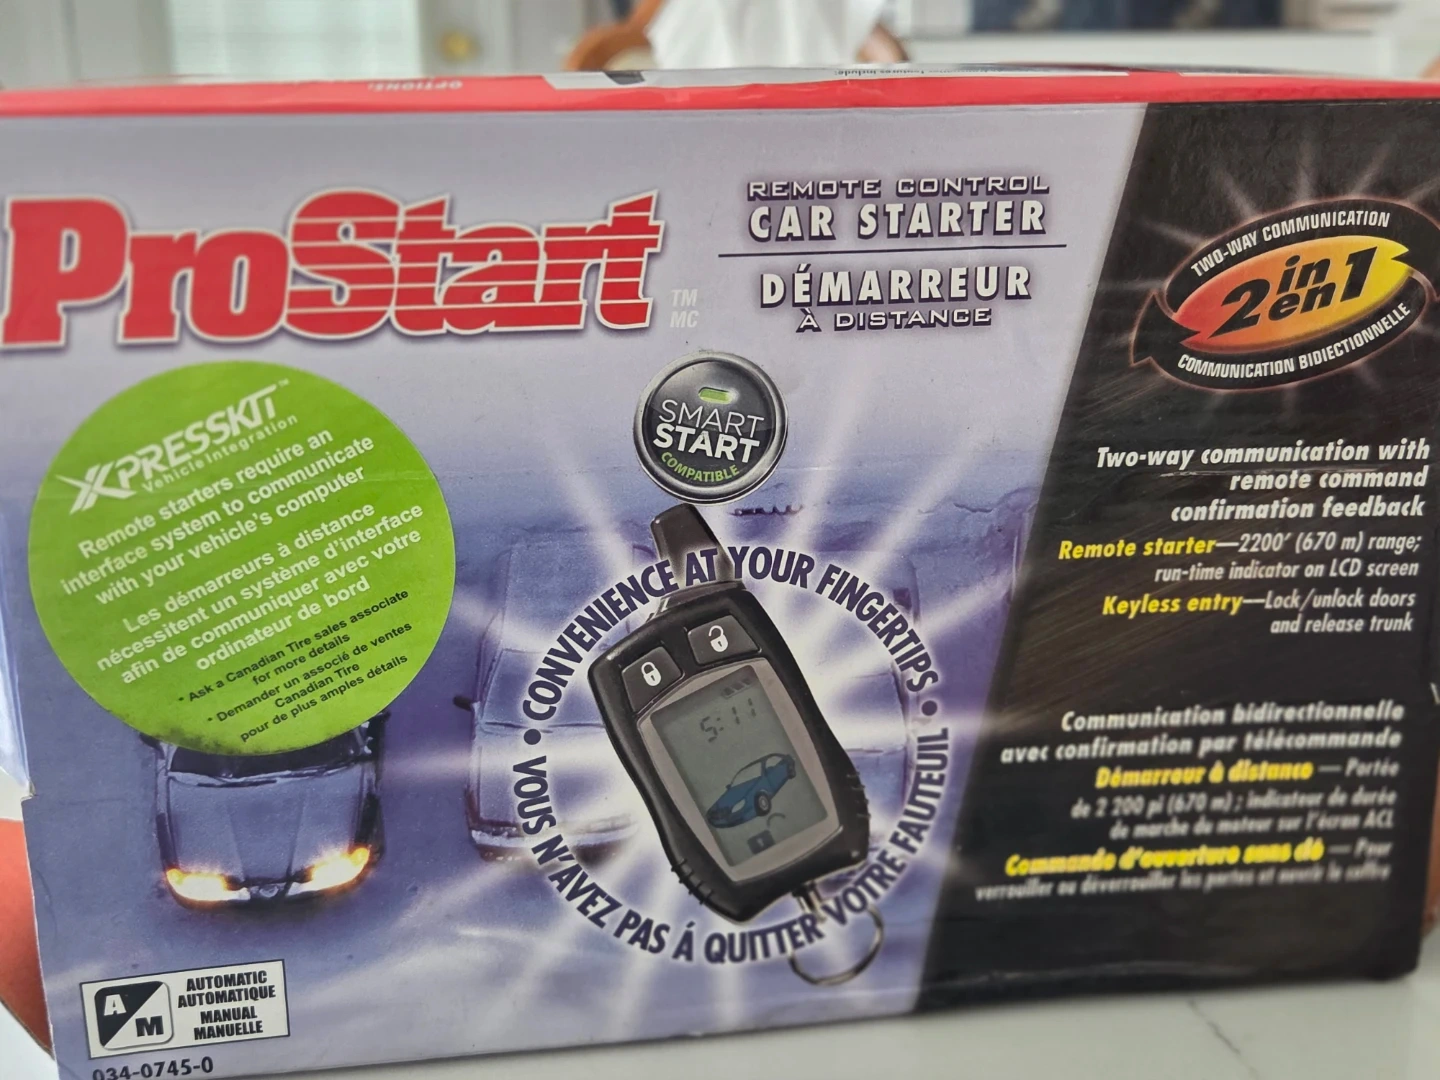 OPTIONS:
ProStart
TM
MC
REMOTE CONTROL
CAR STARTER
DÉMARREUR
À DISTANCE
TWO-WAY COMMUNICATION
2 in en 1
COMMUNICATION BIDIECTIONNELLE
XPRESSKIT™
Vehicle Integration
Remote starters require an
interface system to communicate
with your vehicle's computer
Les démarreurs à distance
nécessitent un système d'interface
afin de communiquer avec votre
ordinateur de bord
* Ask a Canadian Tire sales associate
for more details
* Demander un associé de ventes
Canadian Tire
pour de plus amples détails
SMART
START
COMPATIBLE
• CONVENIENCE AT YOUR FINGERTIPS •
VOUS N'AVEZ PAS Á QUITTER VOTRE FAUTEUIL
5:11
Two-way communication with
remote command
confirmation feedback
Remote starter—2200' (670 m) range;
run-time indicator on LCD screen
Keyless entry—Lock/unlock doors
and release trunk
Communication bidirectionnelle
avec confirmation par télécommande
Démarreur à distance — Portée
de 2 200 pi (670 m) ; indicateur de durée
de marche du moteur sur l'écran ACL
Commande d'ouverture sans clé — Pour
verrouiller ou déverrouiller les portes et ouvrir le coffre
A
M
AUTOMATIC
AUTOMATIQUE
MANUAL
MANUELLE
034-0745-0